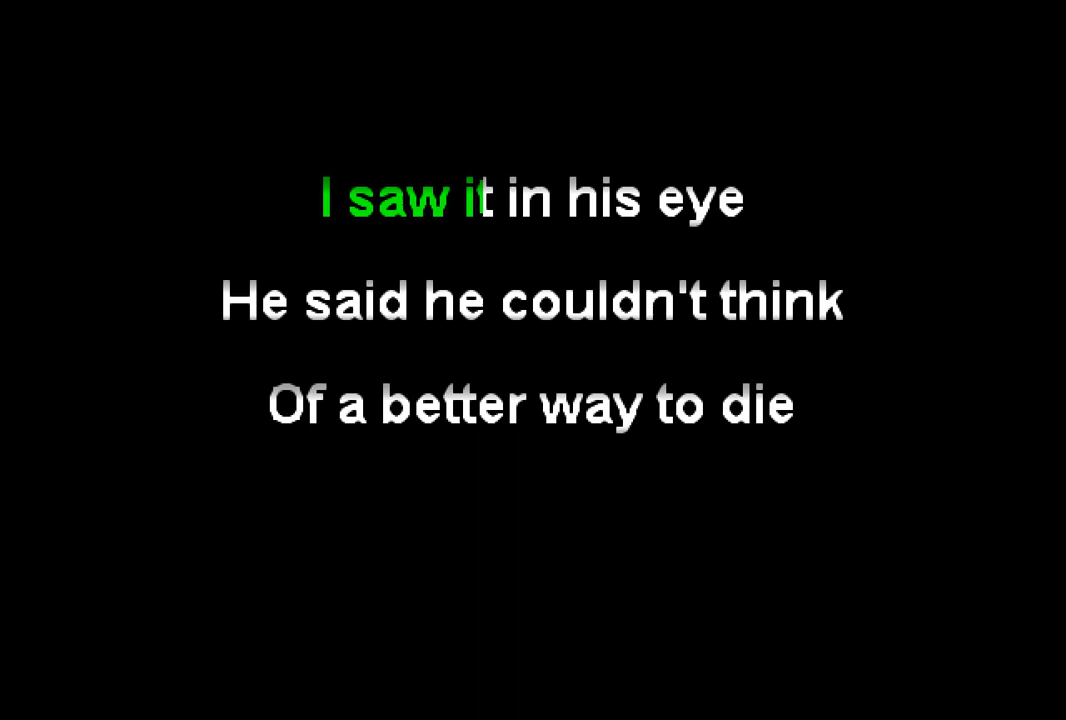 I saw it in his eye
He said he couldn't think
Of a better way to die